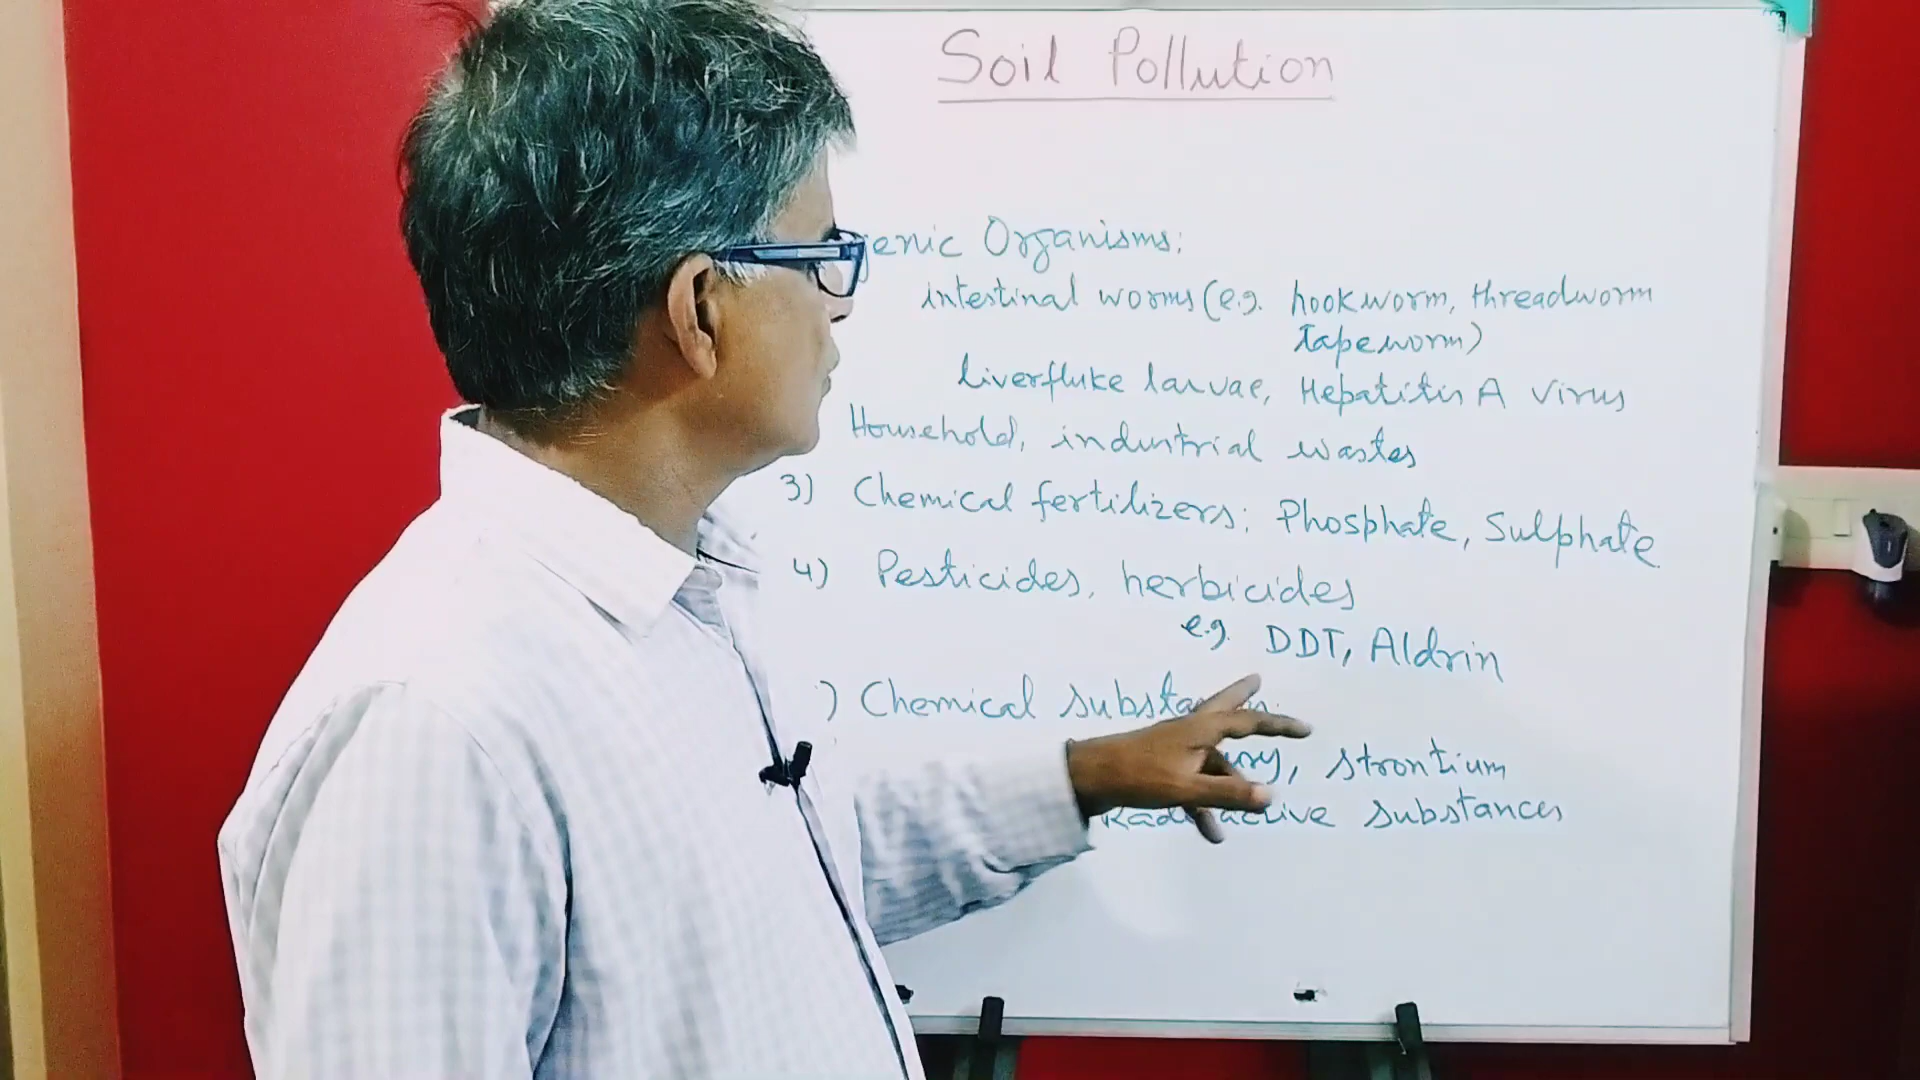 Soil Pollution
genic Organisms:
intestinal worms (e.g. hookworm, threadworm
tapeworm)
liverfluke larvae, Hepatitis A virus
Household, industrial wastes
3) Chemical fertilizers: Phosphate, Sulphate
4) Pesticides, herbicides
e.g. DDT, Aldrin
) Chemical
, strontium
substances